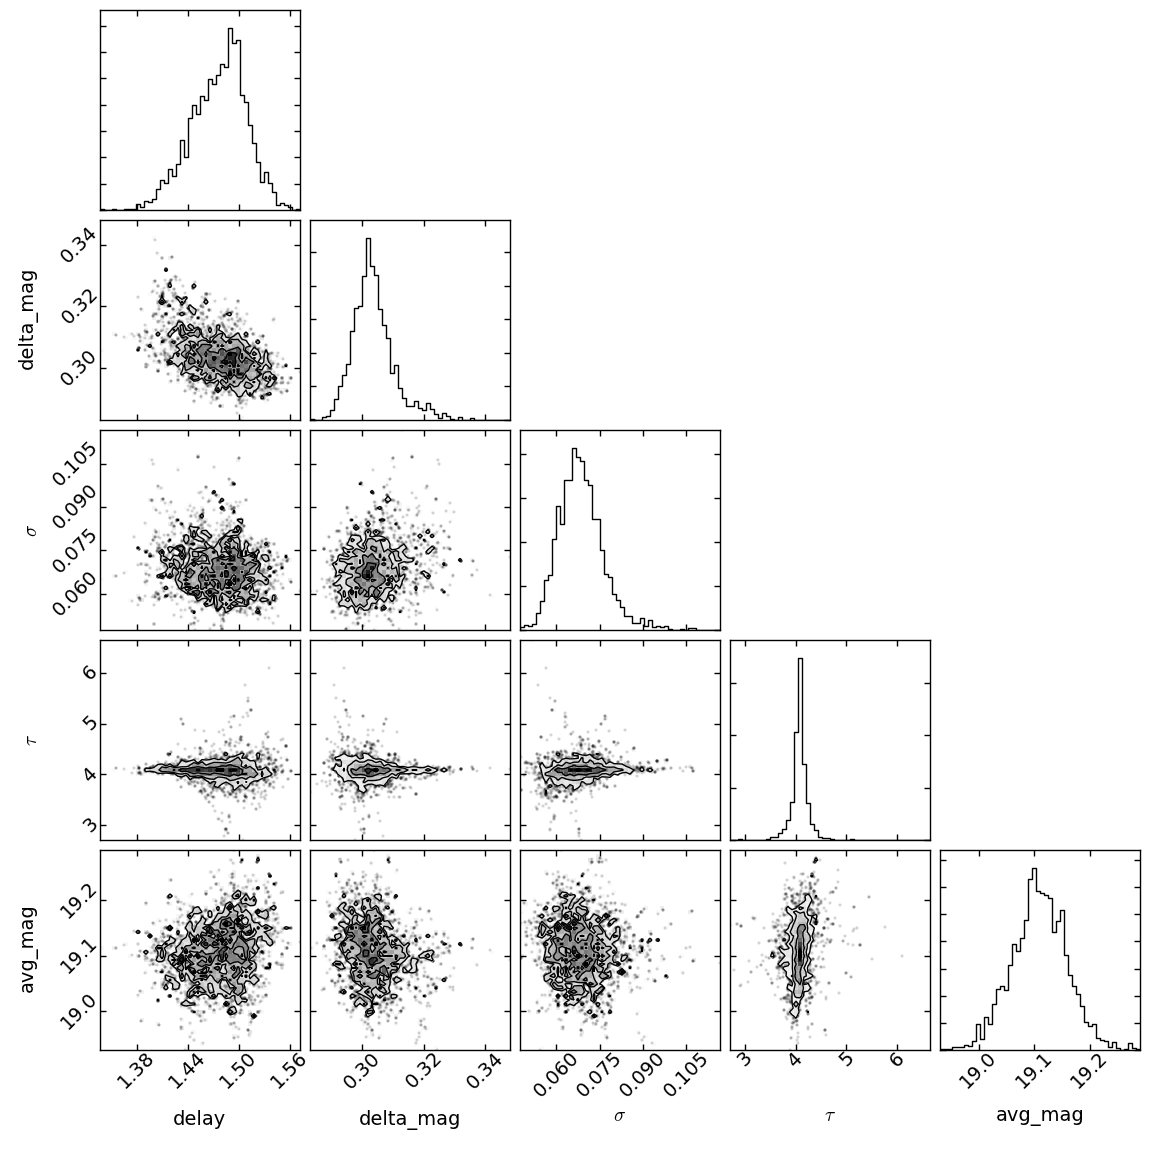 delta_mag
0.34
0.32
0.30
σ
0.105
0.090
0.075
0.060
τ
6
5
4
3
avg_mag
19.2
19.1
19.0
1.38 1.44 1.50 1.56 0.30 0.32 0.34 0.060 0.075 0.090 0.105 3 4 5 6 19.0 19.1 19.2
delay delta_mag σ τ avg_mag